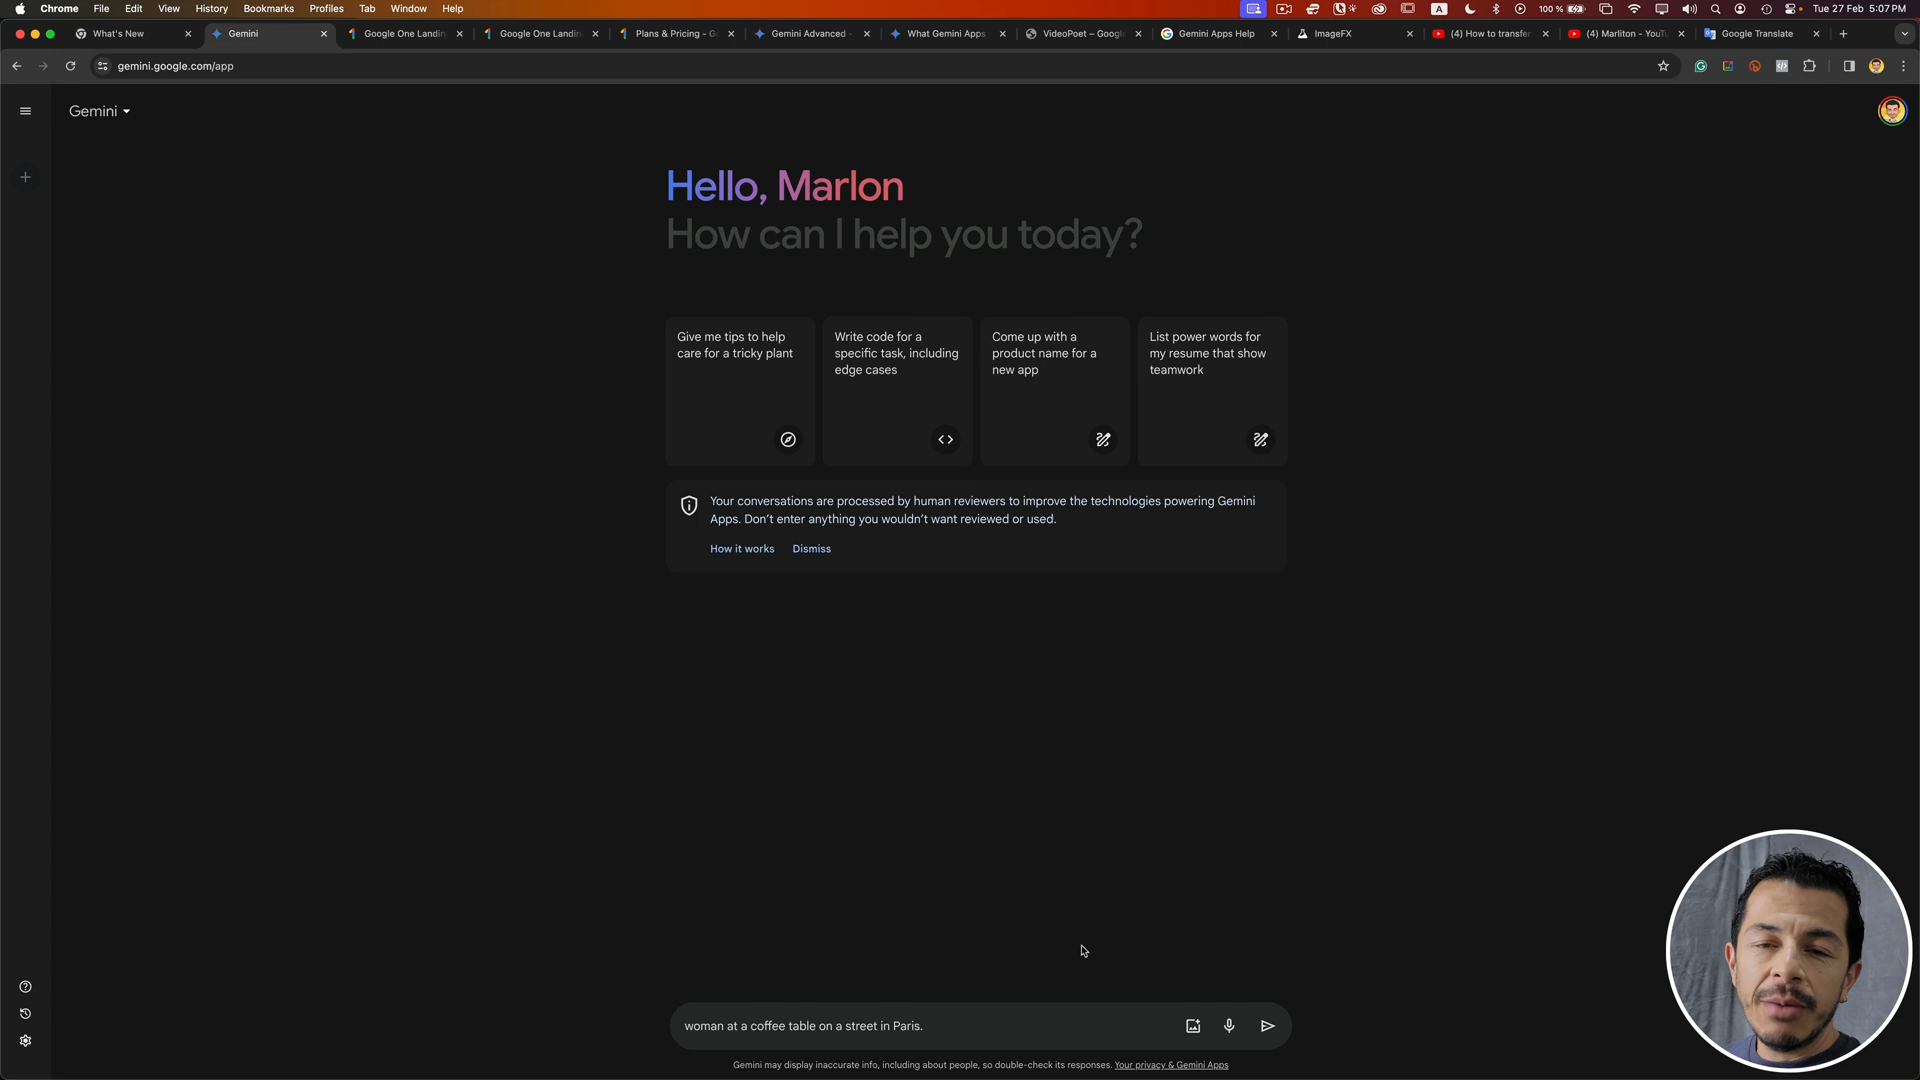 Chrome File Edit View History Bookmarks Profiles Tab Window Help 100 % Tue 27 Feb 5:07 PM
What's New Gemini Google One Landin Google One Landin Plans & Pricing - G Gemini Advanced - What Gemini Apps VideoPoet – Google Gemini Apps Help ImageFX (4) How to transfer (4) Marliton - YouTu Google Translate
gemini.google.com/app
Gemini
Hello, Marlon
How can I help you today?
Give me tips to help
care for a tricky plant
Write code for a
specific task, including
edge cases
Come up with a
product name for a
new app
List power words for
my resume that show
teamwork
Your conversations are processed by human reviewers to improve the technologies powering Gemini
Apps. Don't enter anything you wouldn't want reviewed or used.
How it works Dismiss
woman at a coffee table on a street in Paris.
Gemini may display inaccurate info, including about people, so double-check its responses. Your privacy & Gemini Apps